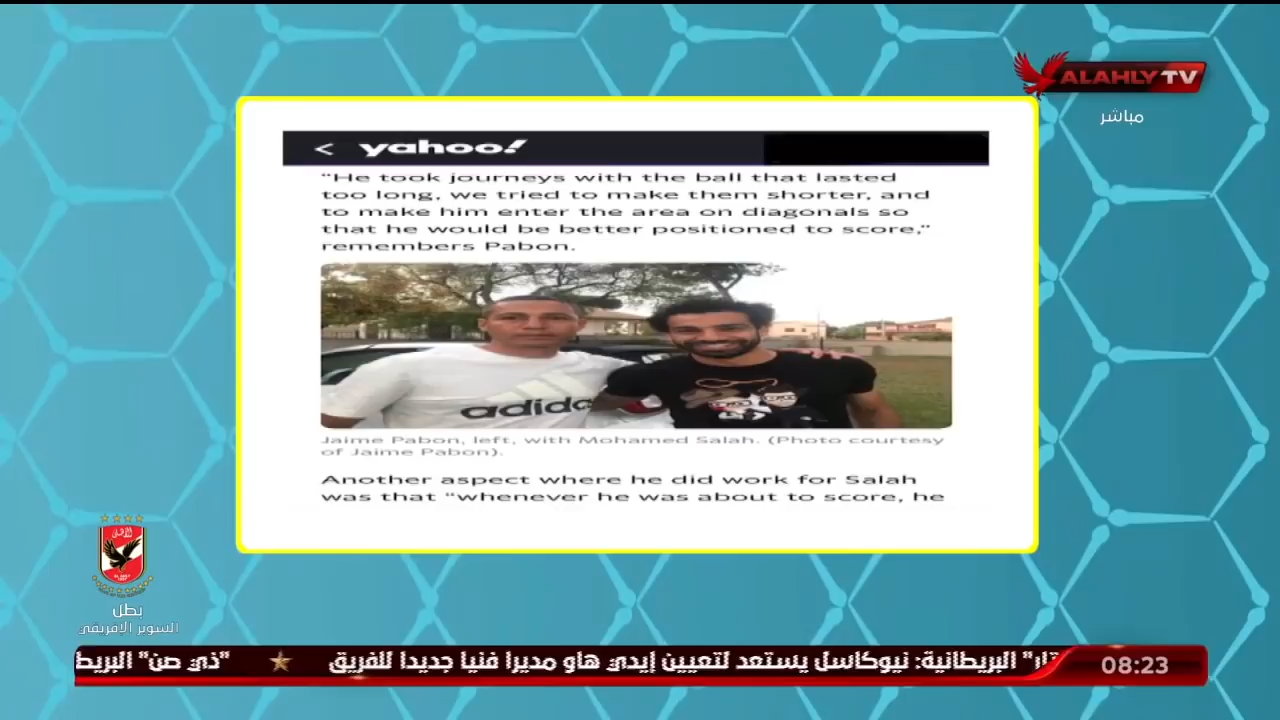 ALAHLY TV
مباشر
< yahoo!
“He took journeys with the ball that lasted
too long, we tried to make them shorter, and
to make him enter the area on diagonals so
that he would be better positioned to score,”
remembers Pabon.
adidas
Jaime Pabon, left, with Mohamed Salah. (Photo courtesy
of Jaime Pabon).
Another aspect where he did work for Salah
was that “whenever he was about to score, he
بطل
السوبر الإفريقي
البريطانية: نيوكاسل يستعد لتعيين إيدي هاو مديرا فنيا جديدا للفريق ★ "ذي صن"
08:23